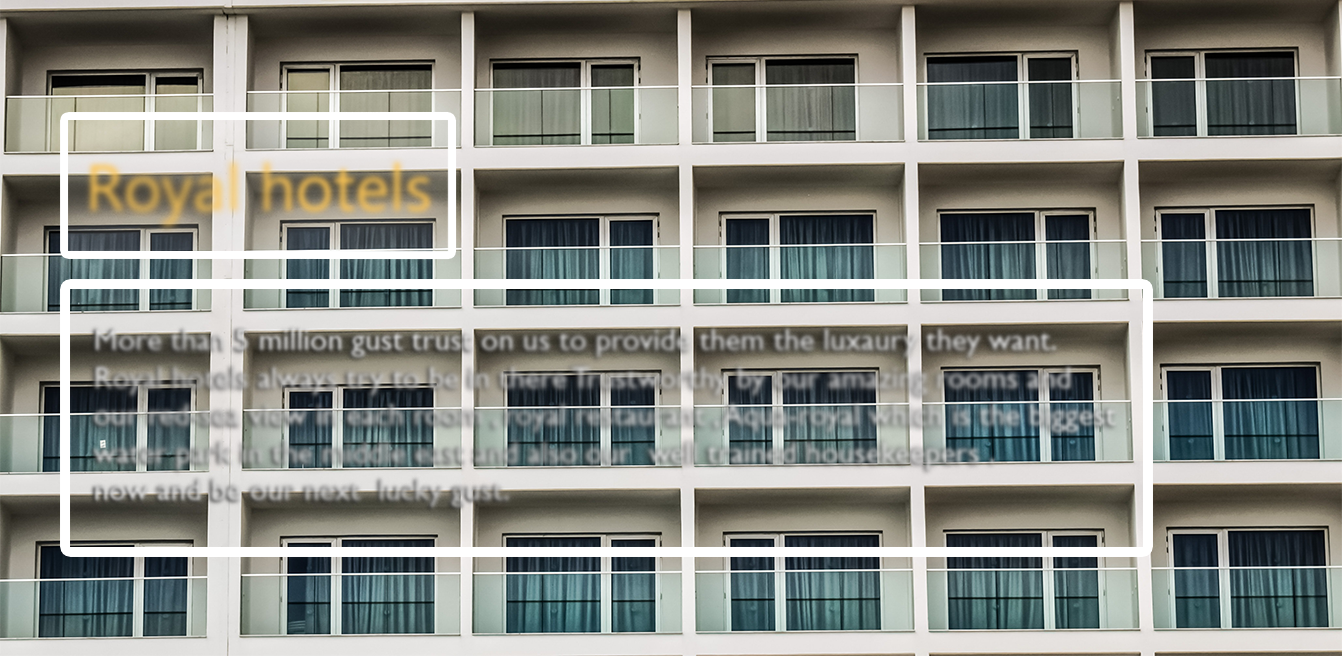 Royal hotels
More than 5 million gust trust on us to provide them the luxaury they want.
Royal hotels always try to be in there Trustworthy by our amazing rooms and
our red sea view in each room , royal restaurant , Aqua royal which is the biggest
water park in the middle east and also our well trained housekeepers .
now and be our next lucky gust.